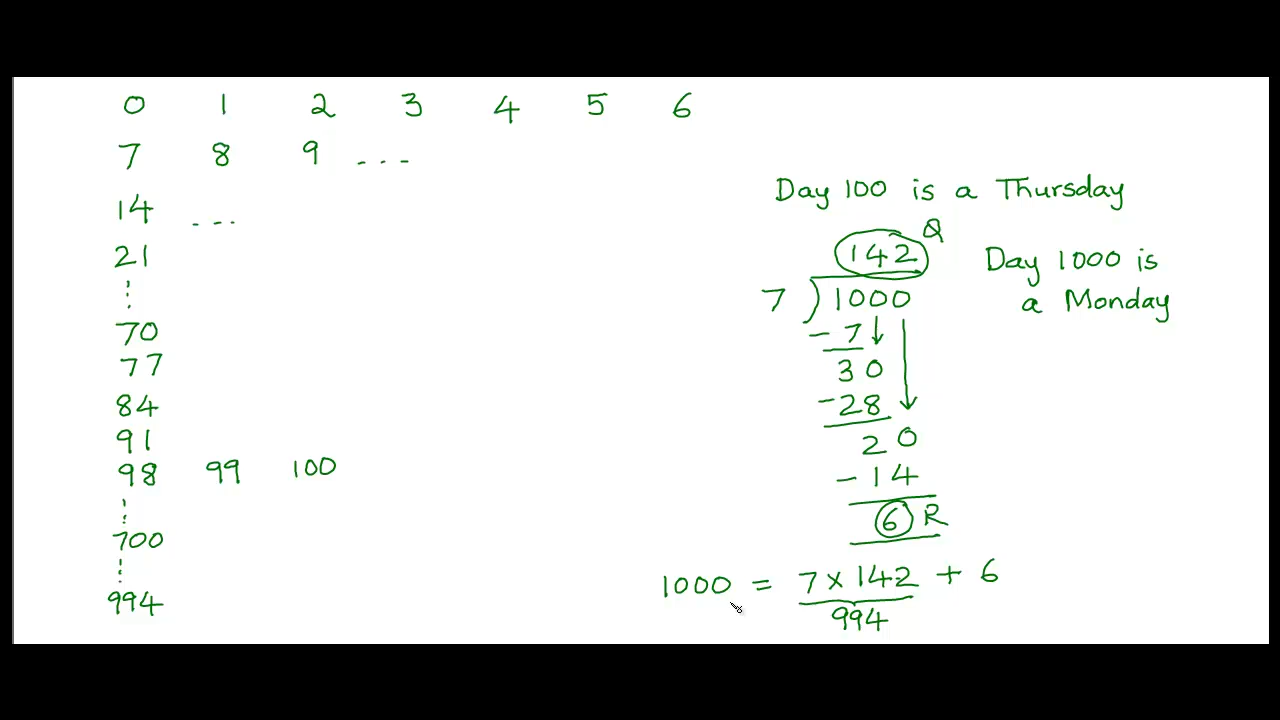 0 1 2 3 4 5 6
7 8 9 ...
14 ...
21
⋮
70
77
84
91
98 99 100
⋮
700
⋮
994
Day 100 is a Thursday
142 Q
7 ) 1000
- 7
30
- 28
20
- 14
6 R
Day 1000 is
a Monday
1000 = 7 × 142 + 6
994